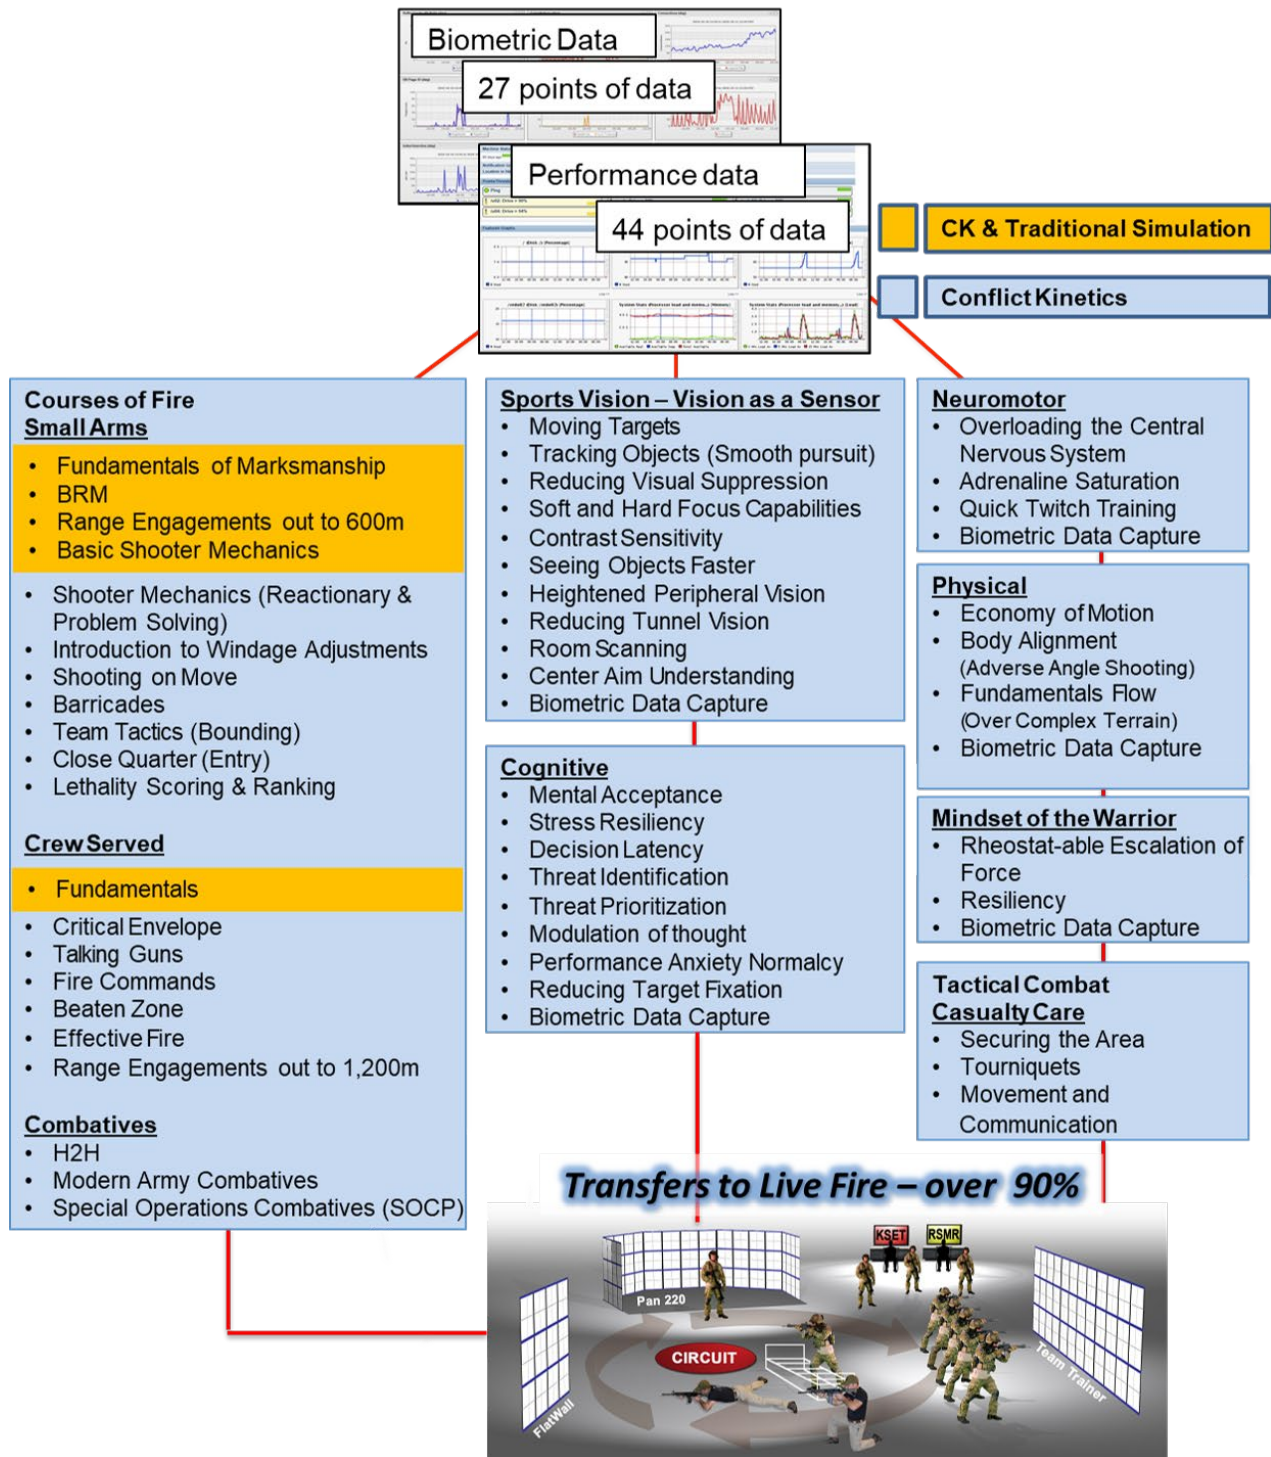 Biometric Data
27 points of data
Performance data
44 points of data
CK & Traditional Simulation
Conflict Kinetics
Courses of Fire
Small Arms
• Fundamentals of Marksmanship
• BRM
• Range Engagements out to 600m
• Basic Shooter Mechanics
• Shooter Mechanics (Reactionary &
Problem Solving)
• Introduction to Windage Adjustments
• Shooting on Move
• Barricades
• Team Tactics (Bounding)
• Close Quarter (Entry)
• Lethality Scoring & Ranking
Crew Served
• Fundamentals
• Critical Envelope
• Talking Guns
• Fire Commands
• Beaten Zone
• Effective Fire
• Range Engagements out to 1,200m
Combatives
• H2H
• Modern Army Combatives
• Special Operations Combatives (SOCP)
Sports Vision – Vision as a Sensor
• Moving Targets
• Tracking Objects (Smooth pursuit)
• Reducing Visual Suppression
• Soft and Hard Focus Capabilities
• Contrast Sensitivity
• Seeing Objects Faster
• Heightened Peripheral Vision
• Reducing Tunnel Vision
• Room Scanning
• Center Aim Understanding
• Biometric Data Capture
Cognitive
• Mental Acceptance
• Stress Resiliency
• Decision Latency
• Threat Identification
• Threat Prioritization
• Modulation of thought
• Performance Anxiety Normalcy
• Reducing Target Fixation
• Biometric Data Capture
Neuromotor
• Overloading the Central
Nervous System
• Adrenaline Saturation
• Quick Twitch Training
• Biometric Data Capture
Physical
• Economy of Motion
• Body Alignment
(Adverse Angle Shooting)
• Fundamentals Flow
(Over Complex Terrain)
• Biometric Data Capture
Mindset of the Warrior
• Rheostat-able Escalation of
Force
• Resiliency
• Biometric Data Capture
Tactical Combat
Casualty Care
• Securing the Area
• Tourniquets
• Movement and
Communication
Transfers to Live Fire – over 90%
KSET
RSMR
Pan 220
CIRCUIT
FlatWall
Team Trainer